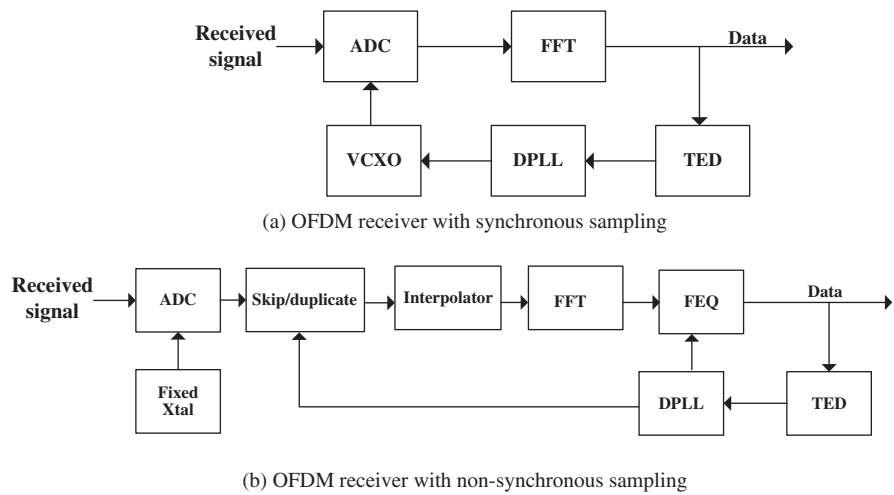 Received
signal
ADC
FFT
Data
VCXO
DPLL
TED
(a) OFDM receiver with synchronous sampling
Received
signal
ADC
Skip/duplicate
Interpolator
FFT
FEQ
Data
Fixed
Xtal
DPLL
TED
(b) OFDM receiver with non-synchronous sampling